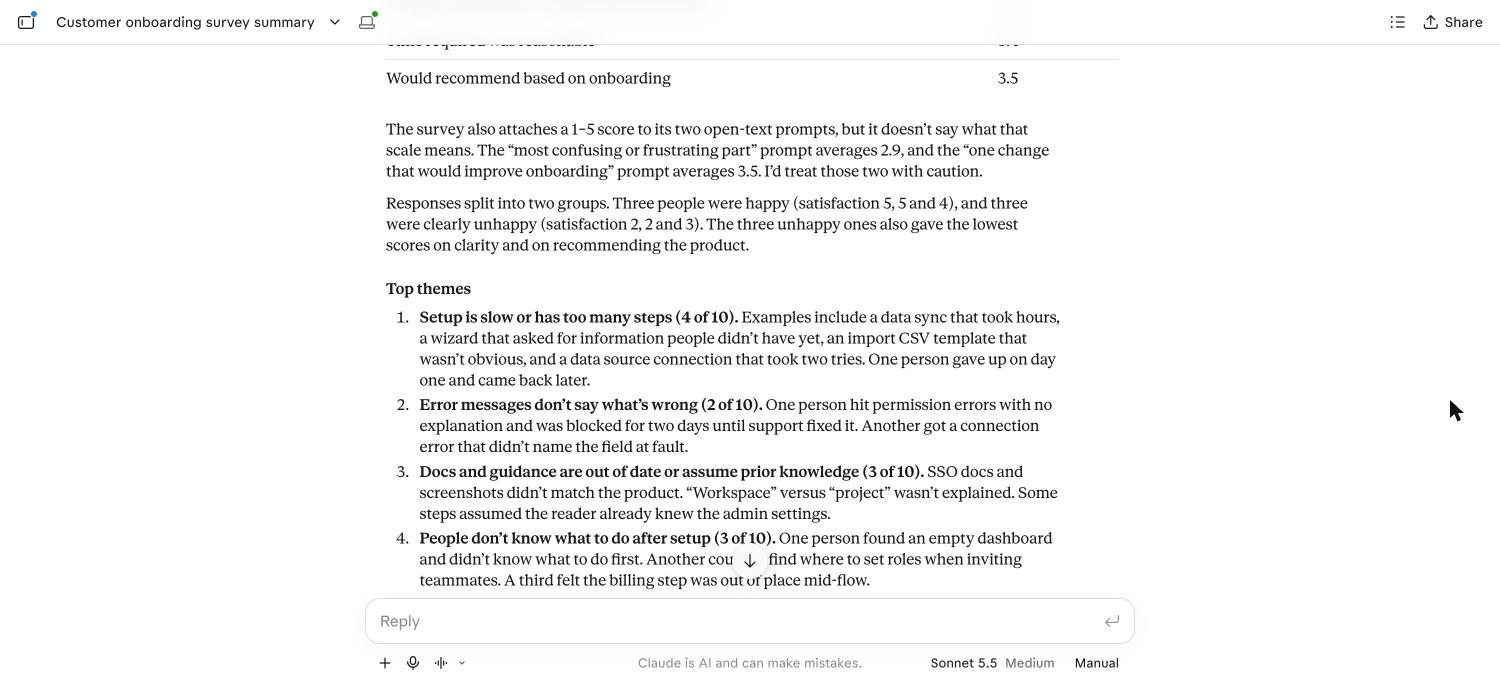 Customer onboarding survey summary
Share
Would recommend based on onboarding 3.5
The survey also attaches a 1–5 score to its two open-text prompts, but it doesn’t say what that
scale means. The “most confusing or frustrating part” prompt averages 2.9, and the “one change
that would improve onboarding” prompt averages 3.5. I’d treat those two with caution.
Responses split into two groups. Three people were happy (satisfaction 5, 5 and 4), and three
were clearly unhappy (satisfaction 2, 2 and 3). The three unhappy ones also gave the lowest
scores on clarity and on recommending the product.
Top themes
1. Setup is slow or has too many steps (4 of 10). Examples include a data sync that took hours,
a wizard that asked for information people didn’t have yet, an import CSV template that
wasn’t obvious, and a data source connection that took two tries. One person gave up on day
one and came back later.
2. Error messages don’t say what’s wrong (2 of 10). One person hit permission errors with no
explanation and was blocked for two days until support fixed it. Another got a connection
error that didn’t name the field at fault.
3. Docs and guidance are out of date or assume prior knowledge (3 of 10). SSO docs and
screenshots didn’t match the product. “Workspace” versus “project” wasn’t explained. Some
steps assumed the reader already knew the admin settings.
4. People don’t know what to do after setup (3 of 10). One person found an empty dashboard
and didn’t know what to do first. Another find where to set roles when inviting
teammates. A third felt the billing step was out of place mid-flow.
Reply
Claude is AI and can make mistakes.
Sonnet 5.5 Medium
Manual